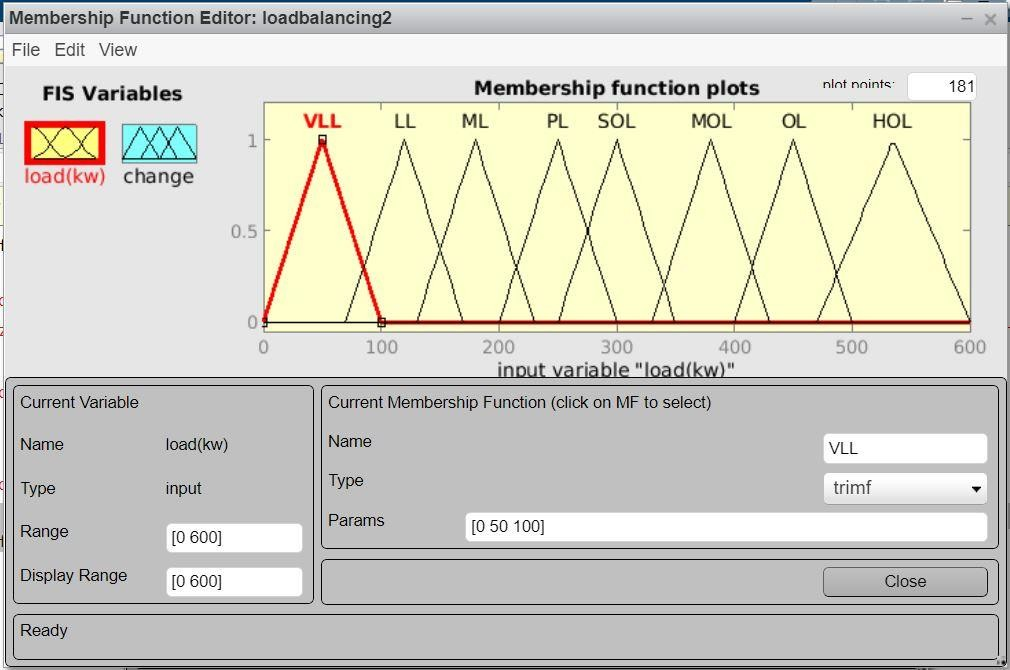 Membership Function Editor: loadbalancing2
File Edit View
FIS Variables
load(kw) change
Membership function plots
plot points: 181
VLL LL ML PL SOL MOL OL HOL
1
0.5
0
0 100 200 300 400 500 600
input variable "load(kw)"
Current Variable
Name load(kw)
Type input
Range [0 600]
Display Range [0 600]
Current Membership Function (click on MF to select)
Name VLL
Type trimf
Params [0 50 100]
Close
Ready